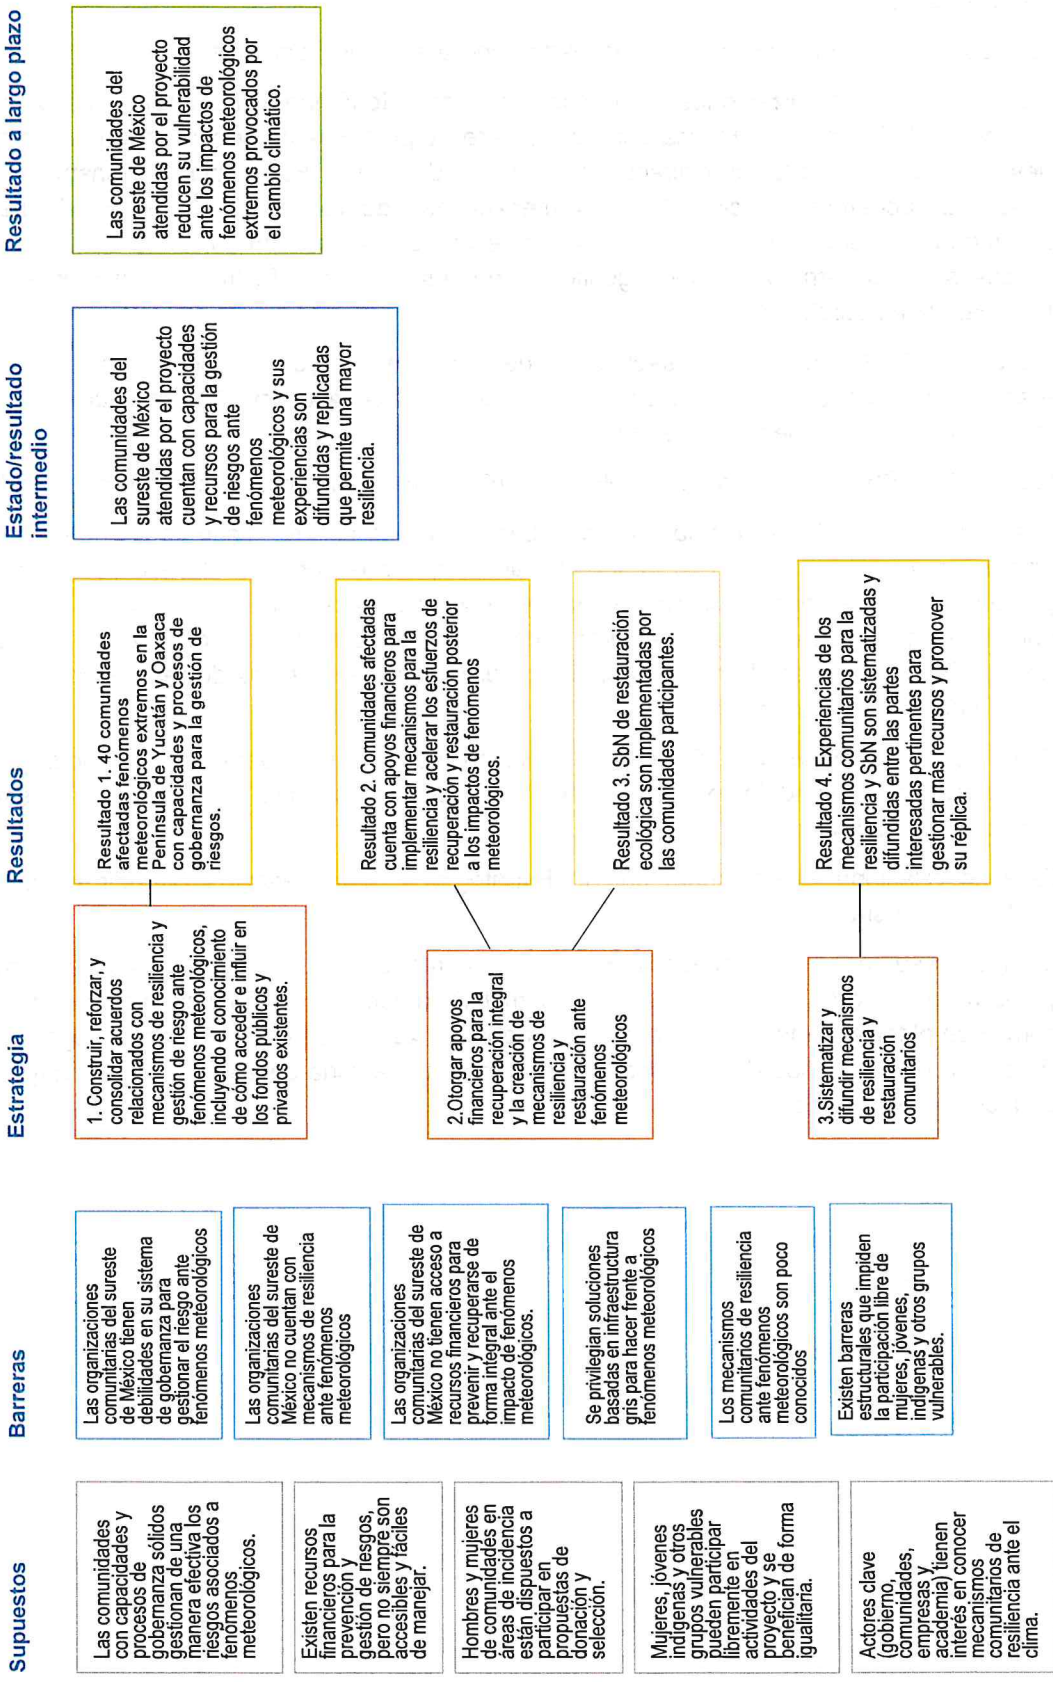 Supuestos
Las comunidades
con capacidades y
procesos de
gobernanza sólidos
gestionan de una
manera efectiva los
riesgos asociados a
fenómenos
meteorológicos.
Existen recursos
financieros para la
prevención y
gestión de riesgos,
pero no siempre son
accesibles y fáciles
de manejar.
Hombres y mujeres
de comunidades en
áreas de incidencia
están dispuestos a
participar en
propuestas de
donación y
selección.
Mujeres, jóvenes
indígenas y otros
grupos vulnerables
pueden participar
libremente en
actividades del
proyecto y se
benefician de forma
igualitaria.
Actores clave
(gobierno,
comunidades,
empresas y
academia) tienen
interés en conocer
mecanismos
comunitarios de
resiliencia ante el
clima.
Barreras
Las organizaciones
comunitarias del sureste
de México tienen
debilidades en su sistema
de gobernanza para
gestionar el riesgo ante
fenómenos meteorológicos
Las organizaciones
comunitarias del sureste de
México no cuentan con
mecanismos de resiliencia
ante fenómenos
meteorológicos
Las organizaciones
comunitarias del sureste de
México no tienen acceso a
recursos financieros para
prevenir y recuperarse de
forma integral ante el
impacto de fenómenos
meteorológicos.
Se privilegian soluciones
basadas en infraestructura
gris para hacer frente a
fenómenos meteorológicos
Los mecanismos
comunitarios de resiliencia
ante fenómenos
meteorológicos son poco
conocidos
Existen barreras
estructurales que impiden
la participación libre de
mujeres, jóvenes,
indígenas y otros grupos
vulnerables.
Estrategia
1. Construir, reforzar, y
consolidar acuerdos
relacionados con
mecanismos de resiliencia y
gestión de riesgo ante
fenómenos meteorológicos,
incluyendo el conocimiento
de cómo acceder e influir en
los fondos públicos y
privados existentes.
2.Otorgar apoyos
financieros para la
recuperación integral
y la creación de
mecanismos de
resiliencia y
restauración ante
fenómenos
meteorológicos
3.Sistematizar y
difundir mecanismos
de resiliencia y
restauración
comunitarios
Resultados
Resultado 1. 40 comunidades
afectadas fenómenos
meteorológicos extremos en la
Península de Yucatán y Oaxaca
con capacidades y procesos de
gobernanza para la gestión de
riesgos.
Resultado 2. Comunidades afectadas
cuenta con apoyos financieros para
implementar mecanismos para la
resiliencia y acelerar los esfuerzos de
recuperación y restauración posterior
a los impactos de fenómenos
meteorológicos.
Resultado 3. SbN de restauración
ecológica son implementadas por
las comunidades participantes.
Resultado 4. Experiencias de los
mecanismos comunitarios para la
resiliencia y SbN son sistematizadas y
difundidas entre las partes
interesadas pertinentes para
gestionar más recursos y promover
su réplica.
Estado/resultado
intermedio
Las comunidades del
sureste de México
atendidas por el proyecto
cuentan con capacidades
y recursos para la gestión
de riesgos ante
fenómenos
meteorológicos y sus
experiencias son
difundidas y replicadas
que permite una mayor
resiliencia.
Resultado a largo plazo
Las comunidades del
sureste de México
atendidas por el proyecto
reducen su vulnerabilidad
ante los impactos de
fenómenos meteorológicos
extremos provocados por
el cambio climático.